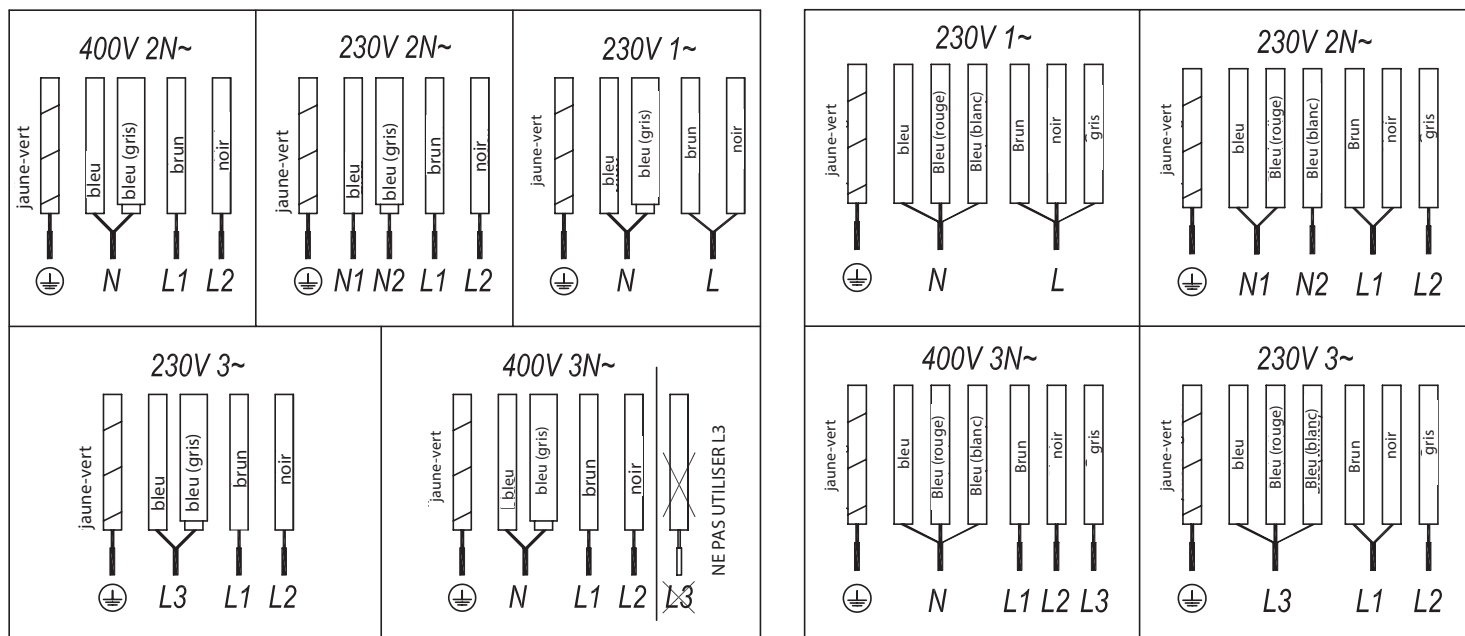 400V 2N~
jaune-vert
bleu
bleu (gris)
brun
noir
N
L1
L2
230V 2N~
jaune-vert
bleu
bleu (gris)
brun
noir
N1
N2
L1
L2
230V 1~
jaune-vert
bleu
bleu (gris)
brun
noir
N
L
230V 3~
jaune-vert
bleu
bleu (gris)
brun
noir
L3
L1
L2
400V 3N~
jaune-vert
bleu
bleu (gris)
brun
noir
NE PAS UTILISER L3
N
L1
L2
L3
230V 1~
jaune-vert
bleu
Bleu (rouge)
Bleu (blanc)
Brun
noir
gris
N
L
230V 2N~
jaune-vert
bleu
Bleu (rouge)
Bleu (blanc)
Brun
noir
gris
N1
N2
L1
L2
400V 3N~
jaune-vert
bleu
Bleu (rouge)
Bleu (blanc)
Brun
noir
gris
N
L1
L2
L3
230V 3~
jaune-vert
bleu
Bleu (rouge)
Bleu (blanc)
Brun
noir
gris
L3
L1
L2